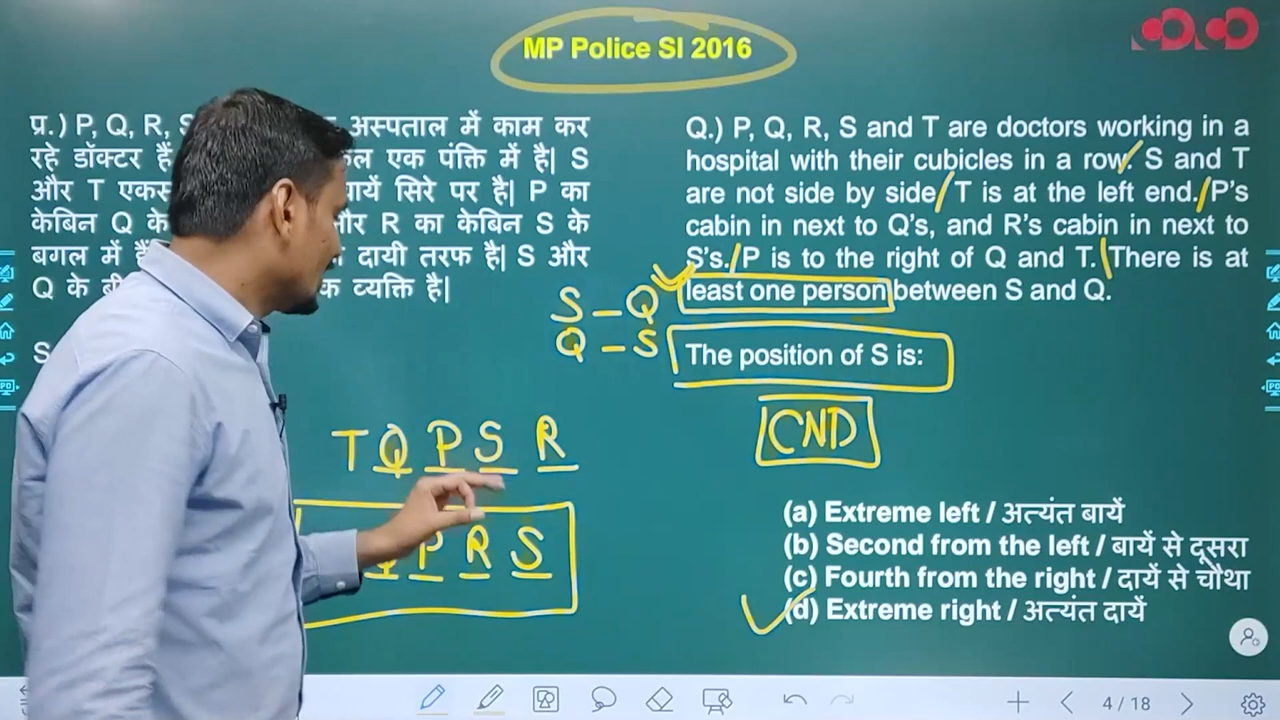 MP Police SI 2016
प्र.) P, Q, R, अस्पताल में काम कर
रहे डॉक्टर हैं एक पंक्ति में है| S
और T सिरे पर है| P का
केबिन Q के और R का केबिन S के
बगल में दायी तरफ है| S और
Q के व्यक्ति है|
S
Q.) P, Q, R, S and T are doctors working in a
hospital with their cubicles in a row. S and T
are not side by side T is at the left end. P's
cabin in next to Q's, and R's cabin in next to
S's. P is to the right of Q and T. There is at
least one person between S and Q.
S – Q
Q – S
The position of S is:
CND
T Q P S R
P R S
(a) Extreme left / अत्यंत बायें
(b) Second from the left / बायें से दूसरा
(c) Fourth from the right / दायें से चौथा
(d) Extreme right / अत्यंत दायें
4 / 18